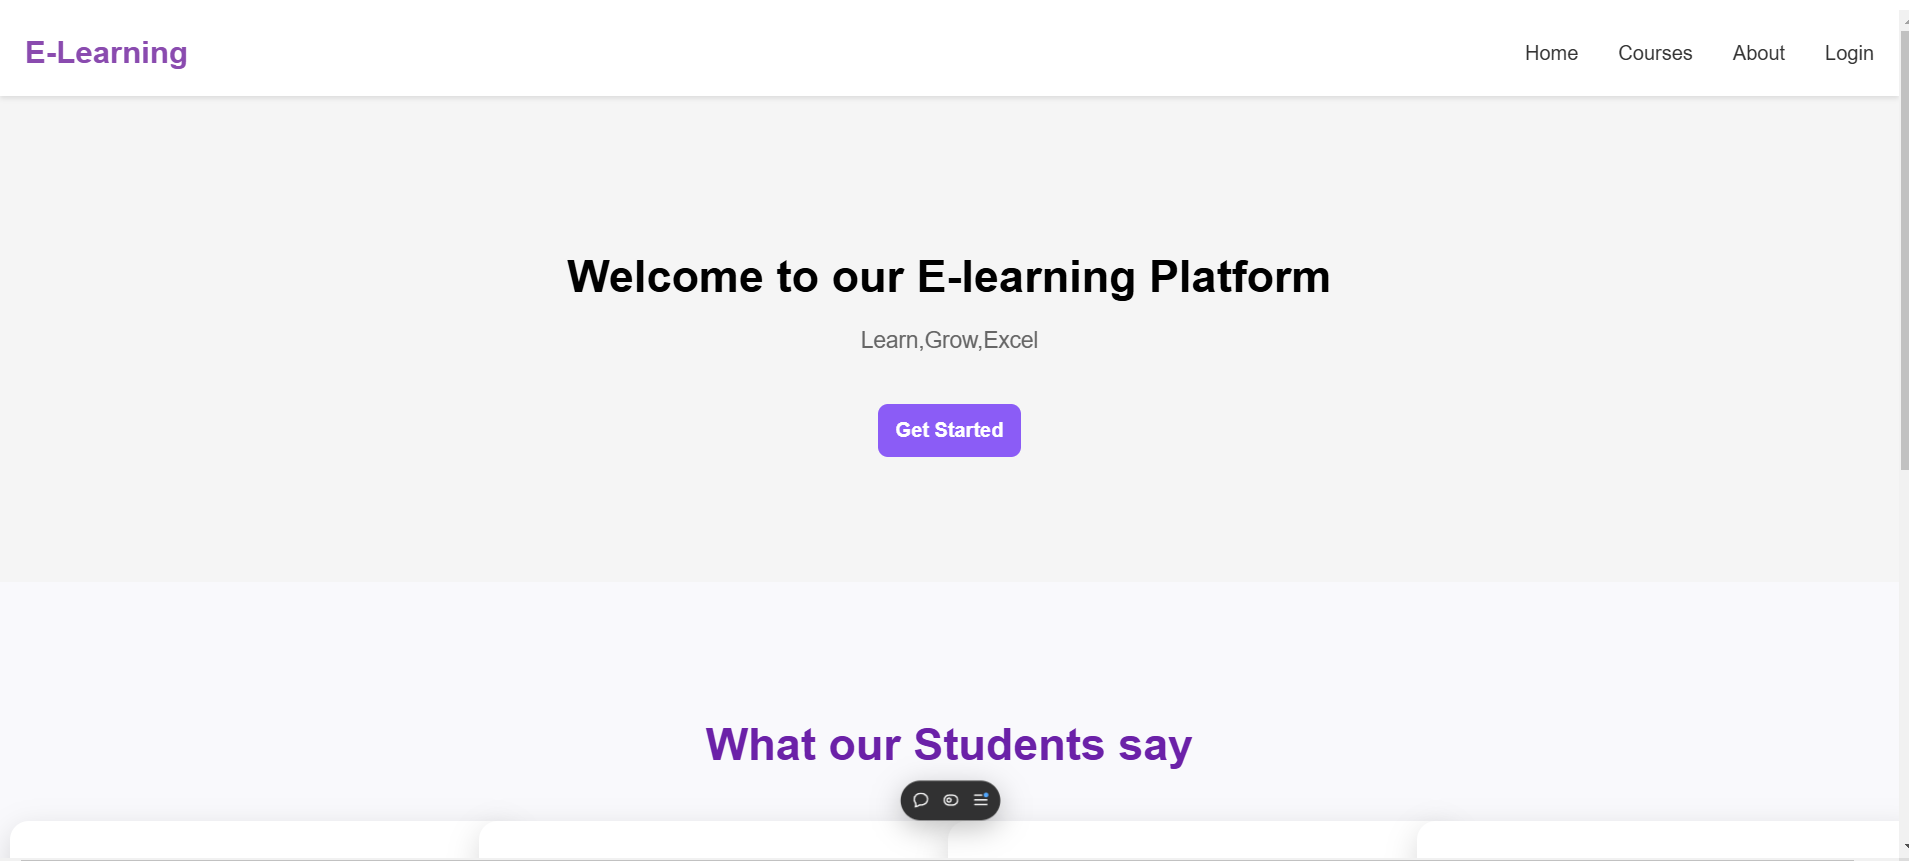 E-Learning
Home Courses About Login
Welcome to our E-learning Platform
Learn,Grow,Excel
Get Started
What our Students say